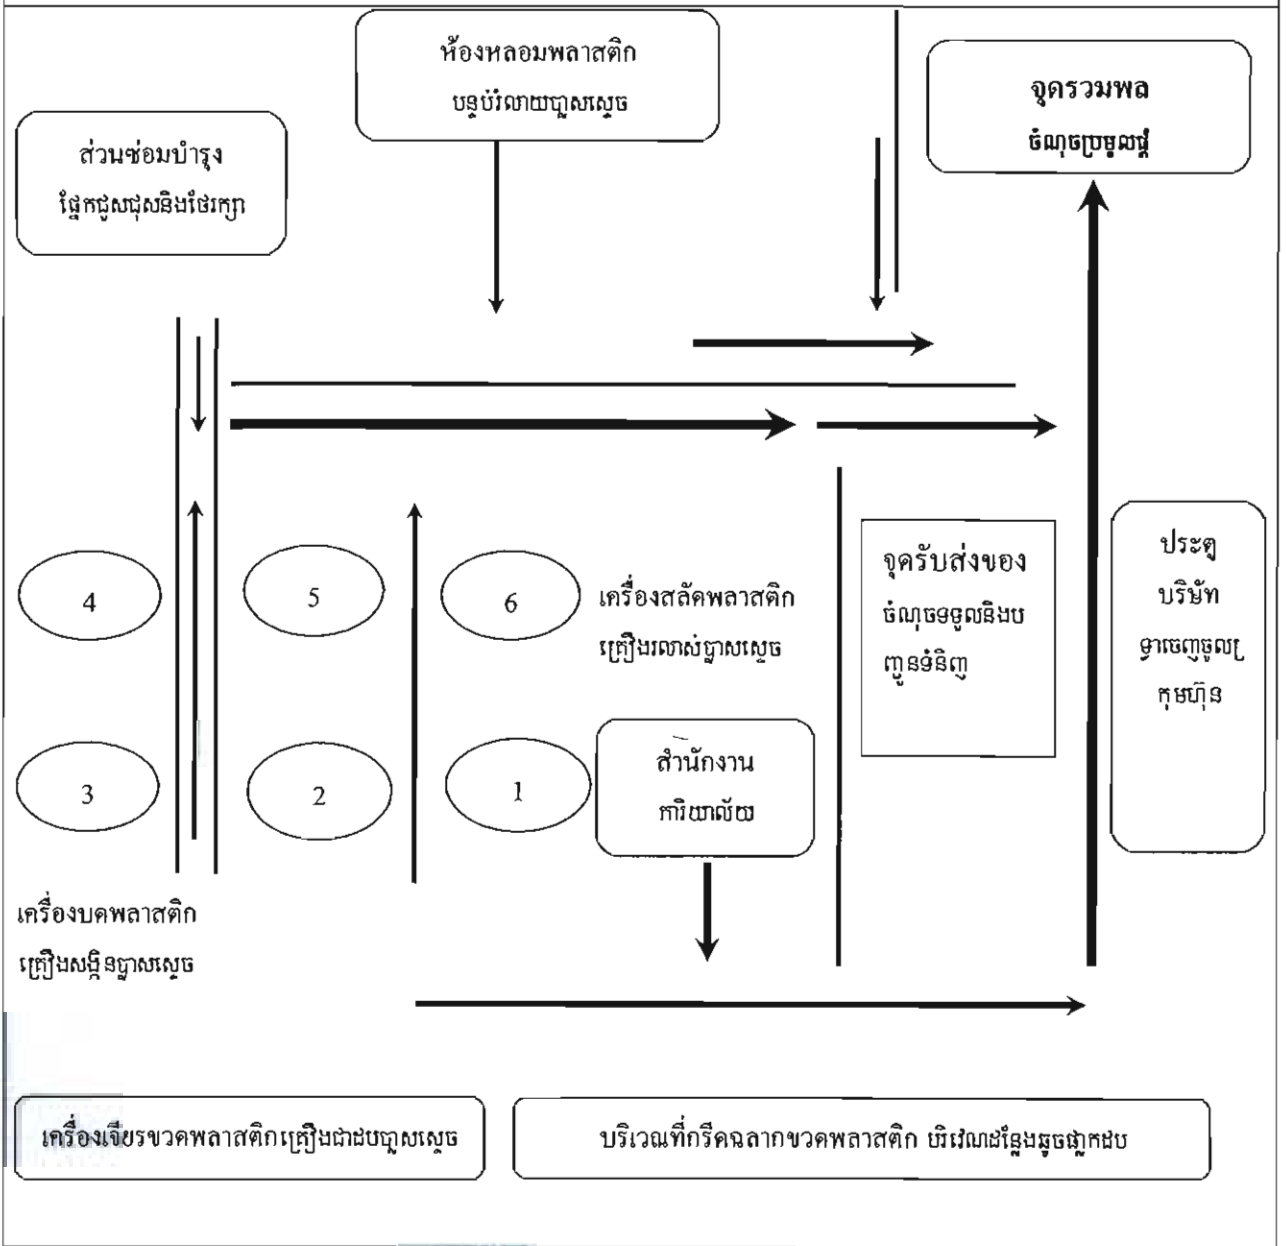 ห้องหลอมพลาสติก
បន្ទប់រំលាយប្លាសស្ទេច
จุดรวมพล
ចំណុចប្រមូលផ្តុំ
ส่วนซ่อมบำรุง
ផ្នែកជួសជុសនិងថែរក្សា
4
5
6
เครื่องสลัคพลาสติก
គ្រឿងរលាស់ប្លាសស្ទេច
จุดรับส่งของ
ចំណុចទទួលនិងប
ញ្ជូនទំនិញ
ประตู
บริษัท
ទ្វាចេញចូលក្រ
កុមហ៊ុន
3
2
1
สำนักงาน
ការិយាល័យ
เครื่องบดพลาสติก
គ្រឿងសង្កិនប្លាសស្ទេច
เครื่องเจียรขวดพลาสติกគ្រឿងជាដបប្លាសស្ទេច
บริเวณที่กรีดฉลากขวดพลาสติก បរិវេណដន្លែងឆូចផ្លាកដប